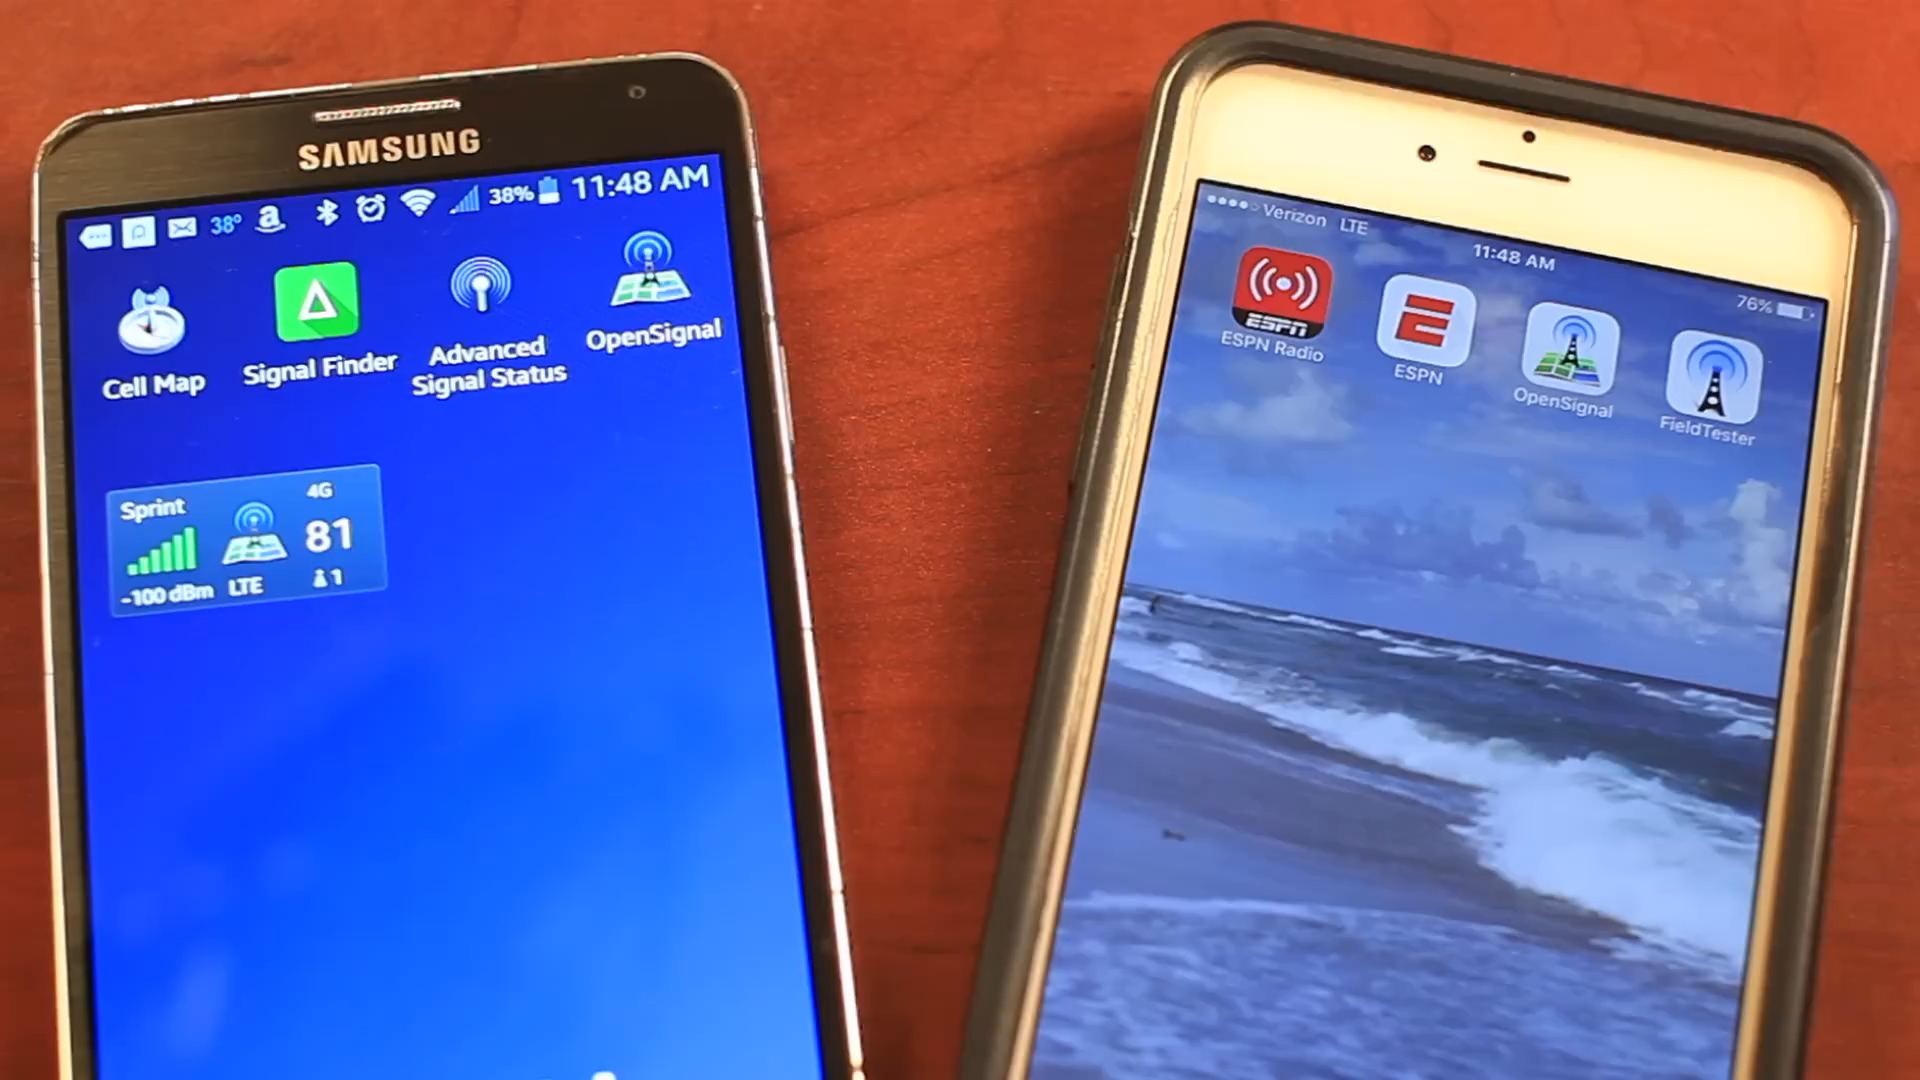 SAMSUNG
38° a 38% 11:48 AM
Cell Map
Signal Finder
Advanced
Signal Status
OpenSignal
Sprint
4G
81
-100 dBm
LTE
1
Verizon LTE
11:48 AM
76%
ESPN
ESPN Radio
ESPN
OpenSignal
FieldTester